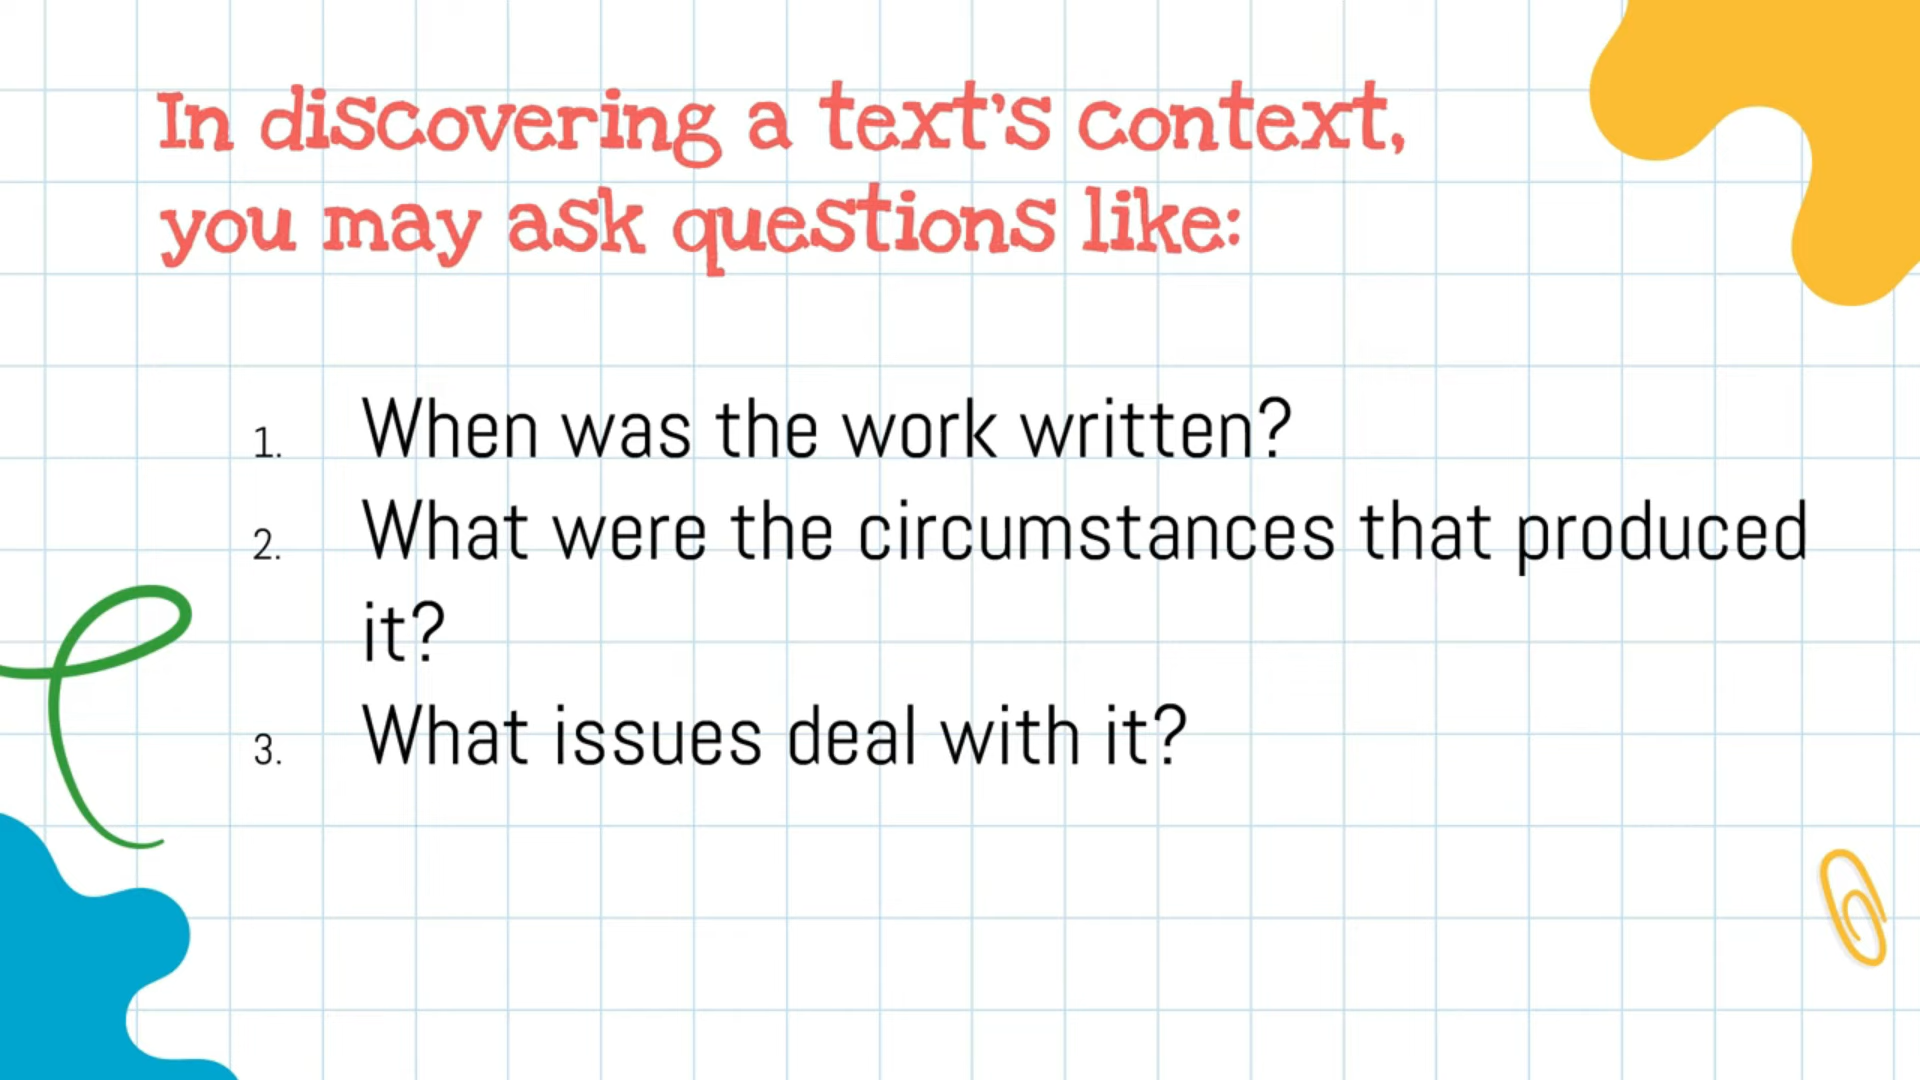 In discovering a text's context,
you may ask questions like:
1. When was the work written?
2. What were the circumstances that produced
it?
3. What issues deal with it?